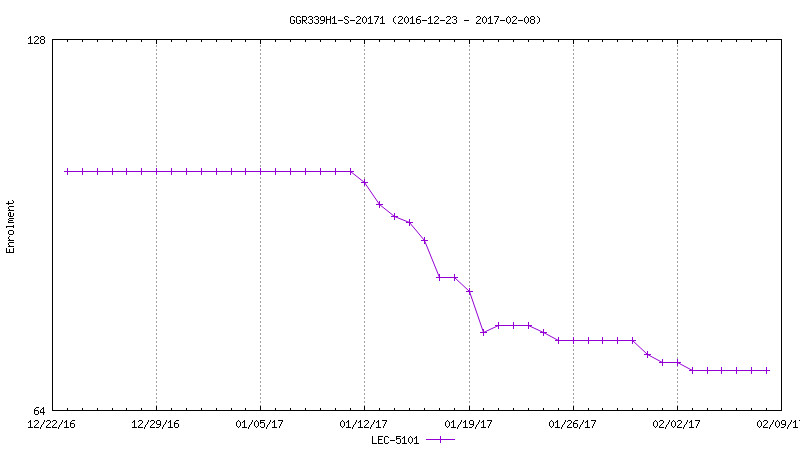 GGR339H1-S-20171 (2016-12-23 - 2017-02-08)
128
Enrolment
64
12/22/16 12/29/16 01/05/17 01/12/17 01/19/17 01/26/17 02/02/17 02/09/1
LEC-5101